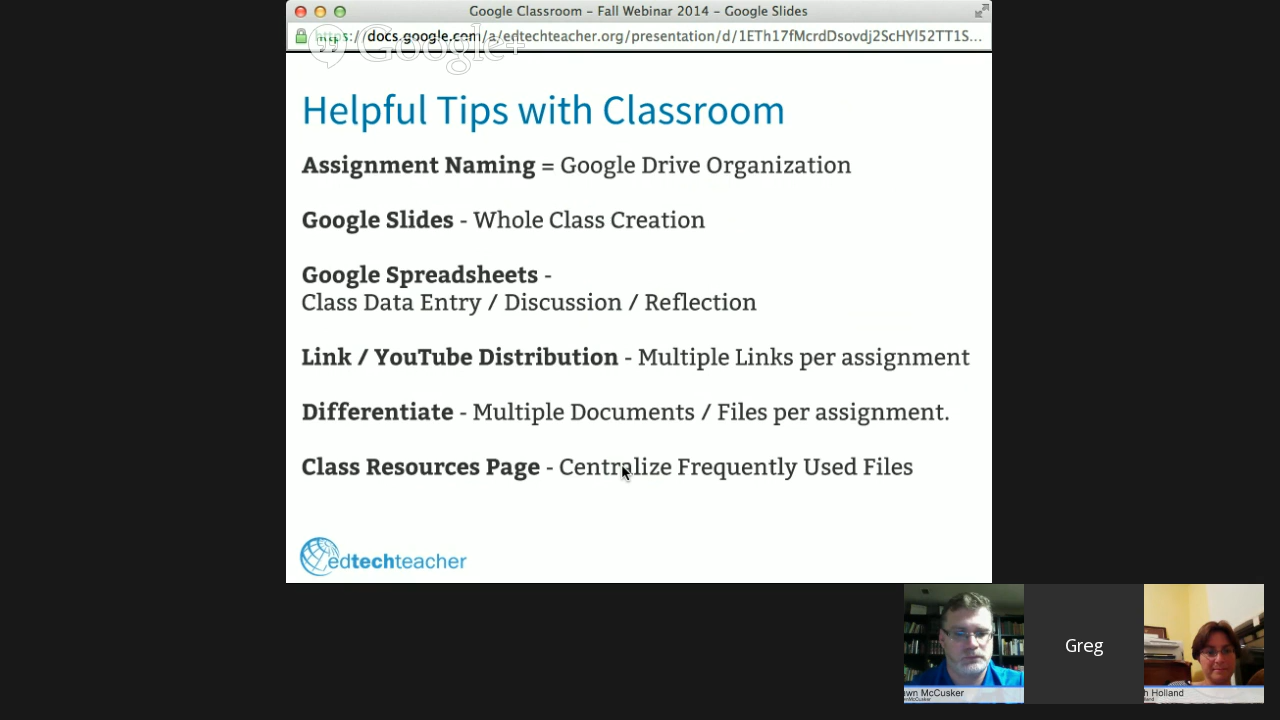 Google Classroom – Fall Webinar 2014 – Google Slides
https://docs.google.com/a/edtechteacher.org/presentation/d/1ETh17fMcrdDsovdj2ScHYl52TT1S...
Google+
Helpful Tips with Classroom
Assignment Naming = Google Drive Organization
Google Slides - Whole Class Creation
Google Spreadsheets -
Class Data Entry / Discussion / Reflection
Link / YouTube Distribution - Multiple Links per assignment
Differentiate - Multiple Documents / Files per assignment.
Class Resources Page - Centralize Frequently Used Files
edtechteacher
Greg
awn McCusker
h Holland